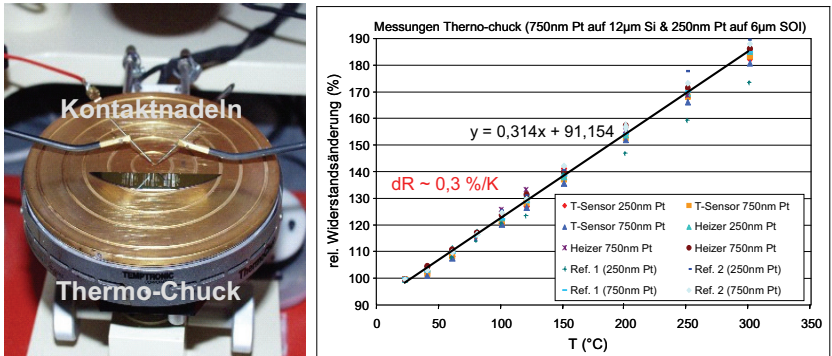 Kontaktnadeln
TEMPTRONIC
Thermo-Chuck
Messungen Therno-chuck (750nm Pt auf 12µm Si & 250nm Pt auf 6µm SOI)
rel. Widerstandsänderung (%)
190
180
170
160
150
140
130
120
110
100
90
y = 0,314x + 91,154
dR ~ 0,3 %/K
T-Sensor 250nm Pt
T-Sensor 750nm Pt
T-Sensor 750nm Pt
Heizer 250nm Pt
Heizer 750nm Pt
Heizer 750nm Pt
Ref. 1 (250nm Pt)
Ref. 2 (250nm Pt)
Ref. 1 (750nm Pt)
Ref. 2 (750nm Pt)
0 50 100 150 200 250 300 350
T (°C)